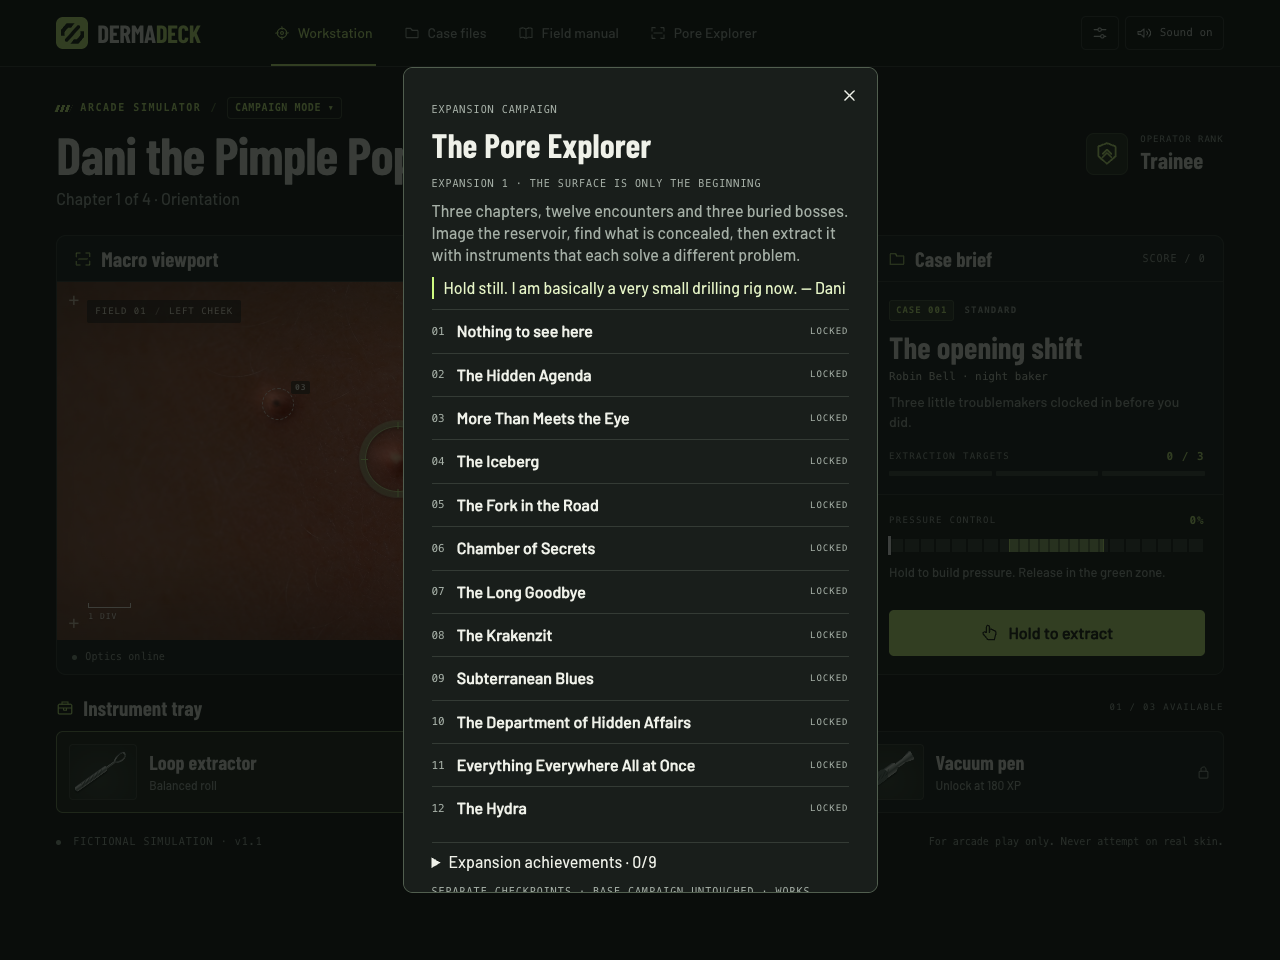 DERMADECK
Workstation
Case files
Field manual
Pore Explorer
Sound on
ARCADE SIMULATOR / CAMPAIGN MODE ▾
Dani the Pimple Pop
Chapter 1 of 4 · Orientation
OPERATOR RANK
Trainee
Macro viewport
FIELD 01 / LEFT CHEEK
03
1 DIV
Optics online
EXPANSION CAMPAIGN
The Pore Explorer
EXPANSION 1 · THE SURFACE IS ONLY THE BEGINNING
Three chapters, twelve encounters and three buried bosses.
Image the reservoir, find what is concealed, then extract it
with instruments that each solve a different problem.
Hold still. I am basically a very small drilling rig now. — Dani
01 Nothing to see here LOCKED
02 The Hidden Agenda LOCKED
03 More Than Meets the Eye LOCKED
04 The Iceberg LOCKED
05 The Fork in the Road LOCKED
06 Chamber of Secrets LOCKED
07 The Long Goodbye LOCKED
08 The Krakenzit LOCKED
09 Subterranean Blues LOCKED
10 The Department of Hidden Affairs LOCKED
11 Everything Everywhere All at Once LOCKED
12 The Hydra LOCKED
Expansion achievements · 0/9
SEPARATE CHECKPOINTS · BASE CAMPAIGN UNTOUCHED · WORKS
Case brief
SCORE / 0
CASE 001 STANDARD
The opening shift
Robin Bell · night baker
Three little troublemakers clocked in before you
did.
EXTRACTION TARGETS 0 / 3
PRESSURE CONTROL 0%
Hold to build pressure. Release in the green zone.
Hold to extract
Instrument tray
01 / 03 AVAILABLE
Loop extractor
Balanced roll
Vacuum pen
Unlock at 180 XP
FICTIONAL SIMULATION · v1.1
For arcade play only. Never attempt on real skin.